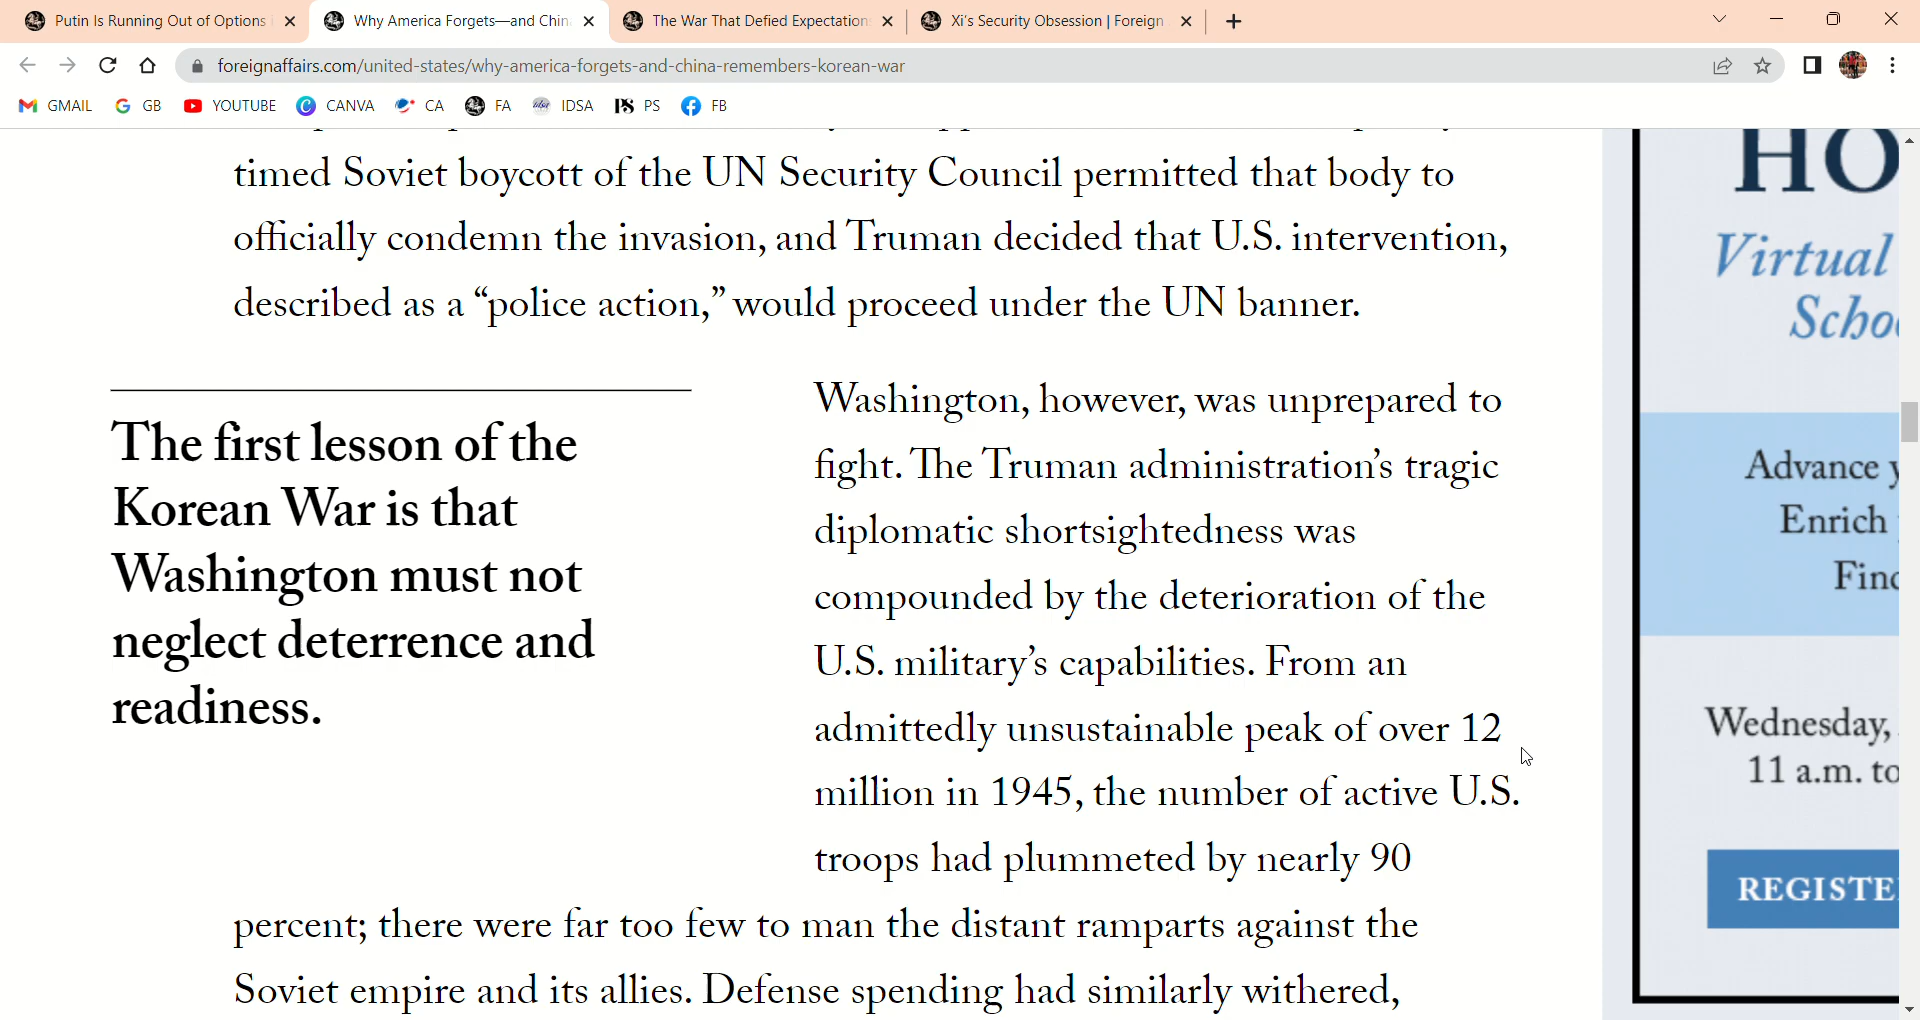 Putin Is Running Out of Options
Why America Forgets—and Chin
The War That Defied Expectation
Xi's Security Obsession | Foreign
foreignaffairs.com/united-states/why-america-forgets-and-china-remembers-korean-war
GMAIL GB YOUTUBE CANVA CA FA IDSA PS FB
timed Soviet boycott of the UN Security Council permitted that body to
officially condemn the invasion, and Truman decided that U.S. intervention,
described as a “police action,” would proceed under the UN banner.
The first lesson of the
Korean War is that
Washington must not
neglect deterrence and
readiness.
Washington, however, was unprepared to
fight. The Truman administration’s tragic
diplomatic shortsightedness was
compounded by the deterioration of the
U.S. military’s capabilities. From an
admittedly unsustainable peak of over 12
million in 1945, the number of active U.S.
troops had plummeted by nearly 90
percent; there were far too few to man the distant ramparts against the
Soviet empire and its allies. Defense spending had similarly withered,
HO
Virtual
Scho
Advance y
Enrich
Find
Wednesday,
11 a.m. to
REGISTE